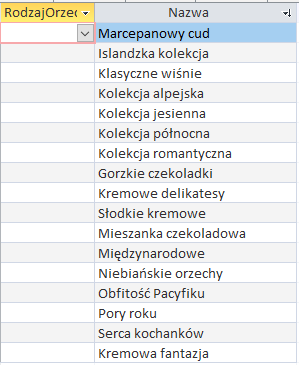 RodzajOrzec Nazwa
Marcepanowy cud
Islandzka kolekcja
Klasyczne wiśnie
Kolekcja alpejska
Kolekcja jesienna
Kolekcja północna
Kolekcja romantyczna
Gorzkie czekoladki
Kremowe delikatesy
Słodkie kremowe
Mieszanka czekoladowa
Międzynarodowe
Niebiańskie orzechy
Obfitość Pacyfiku
Pory roku
Serca kochanków
Kremowa fantazja